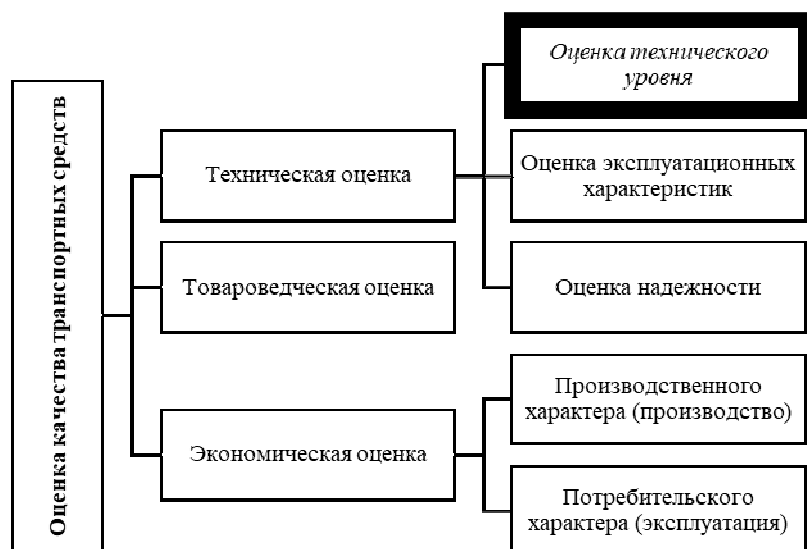 Оценка качества транспортных средств
Техническая оценка
Оценка технического
уровня
Оценка эксплуатационных
характеристик
Оценка надежности
Товароведческая оценка
Экономическая оценка
Производственного
характера (производство)
Потребительского
характера (эксплуатация)